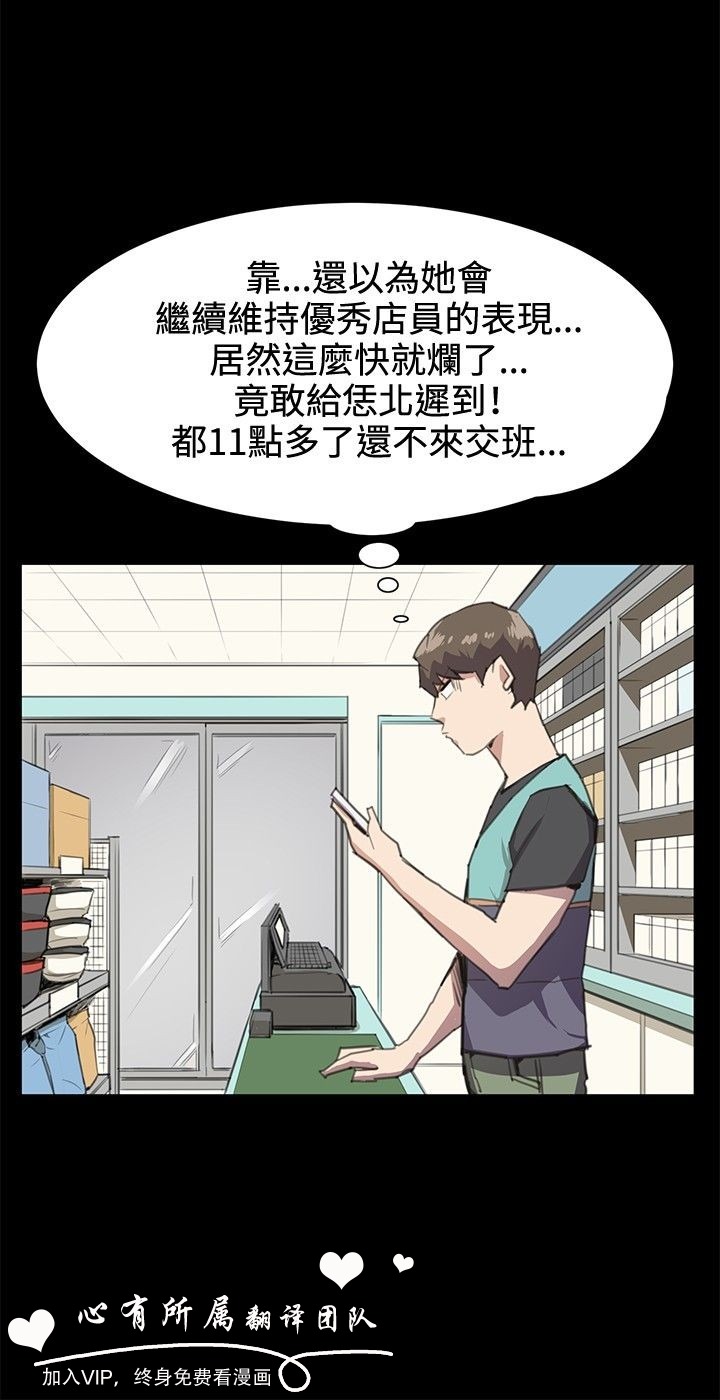 靠...還以為她會
繼續維持優秀店員的表現...
居然這麼快就爛了...
竟敢給恁北遲到!
都11點多了還不來交班...
心有所属翻译团队
加入VIP，终身免费看漫画